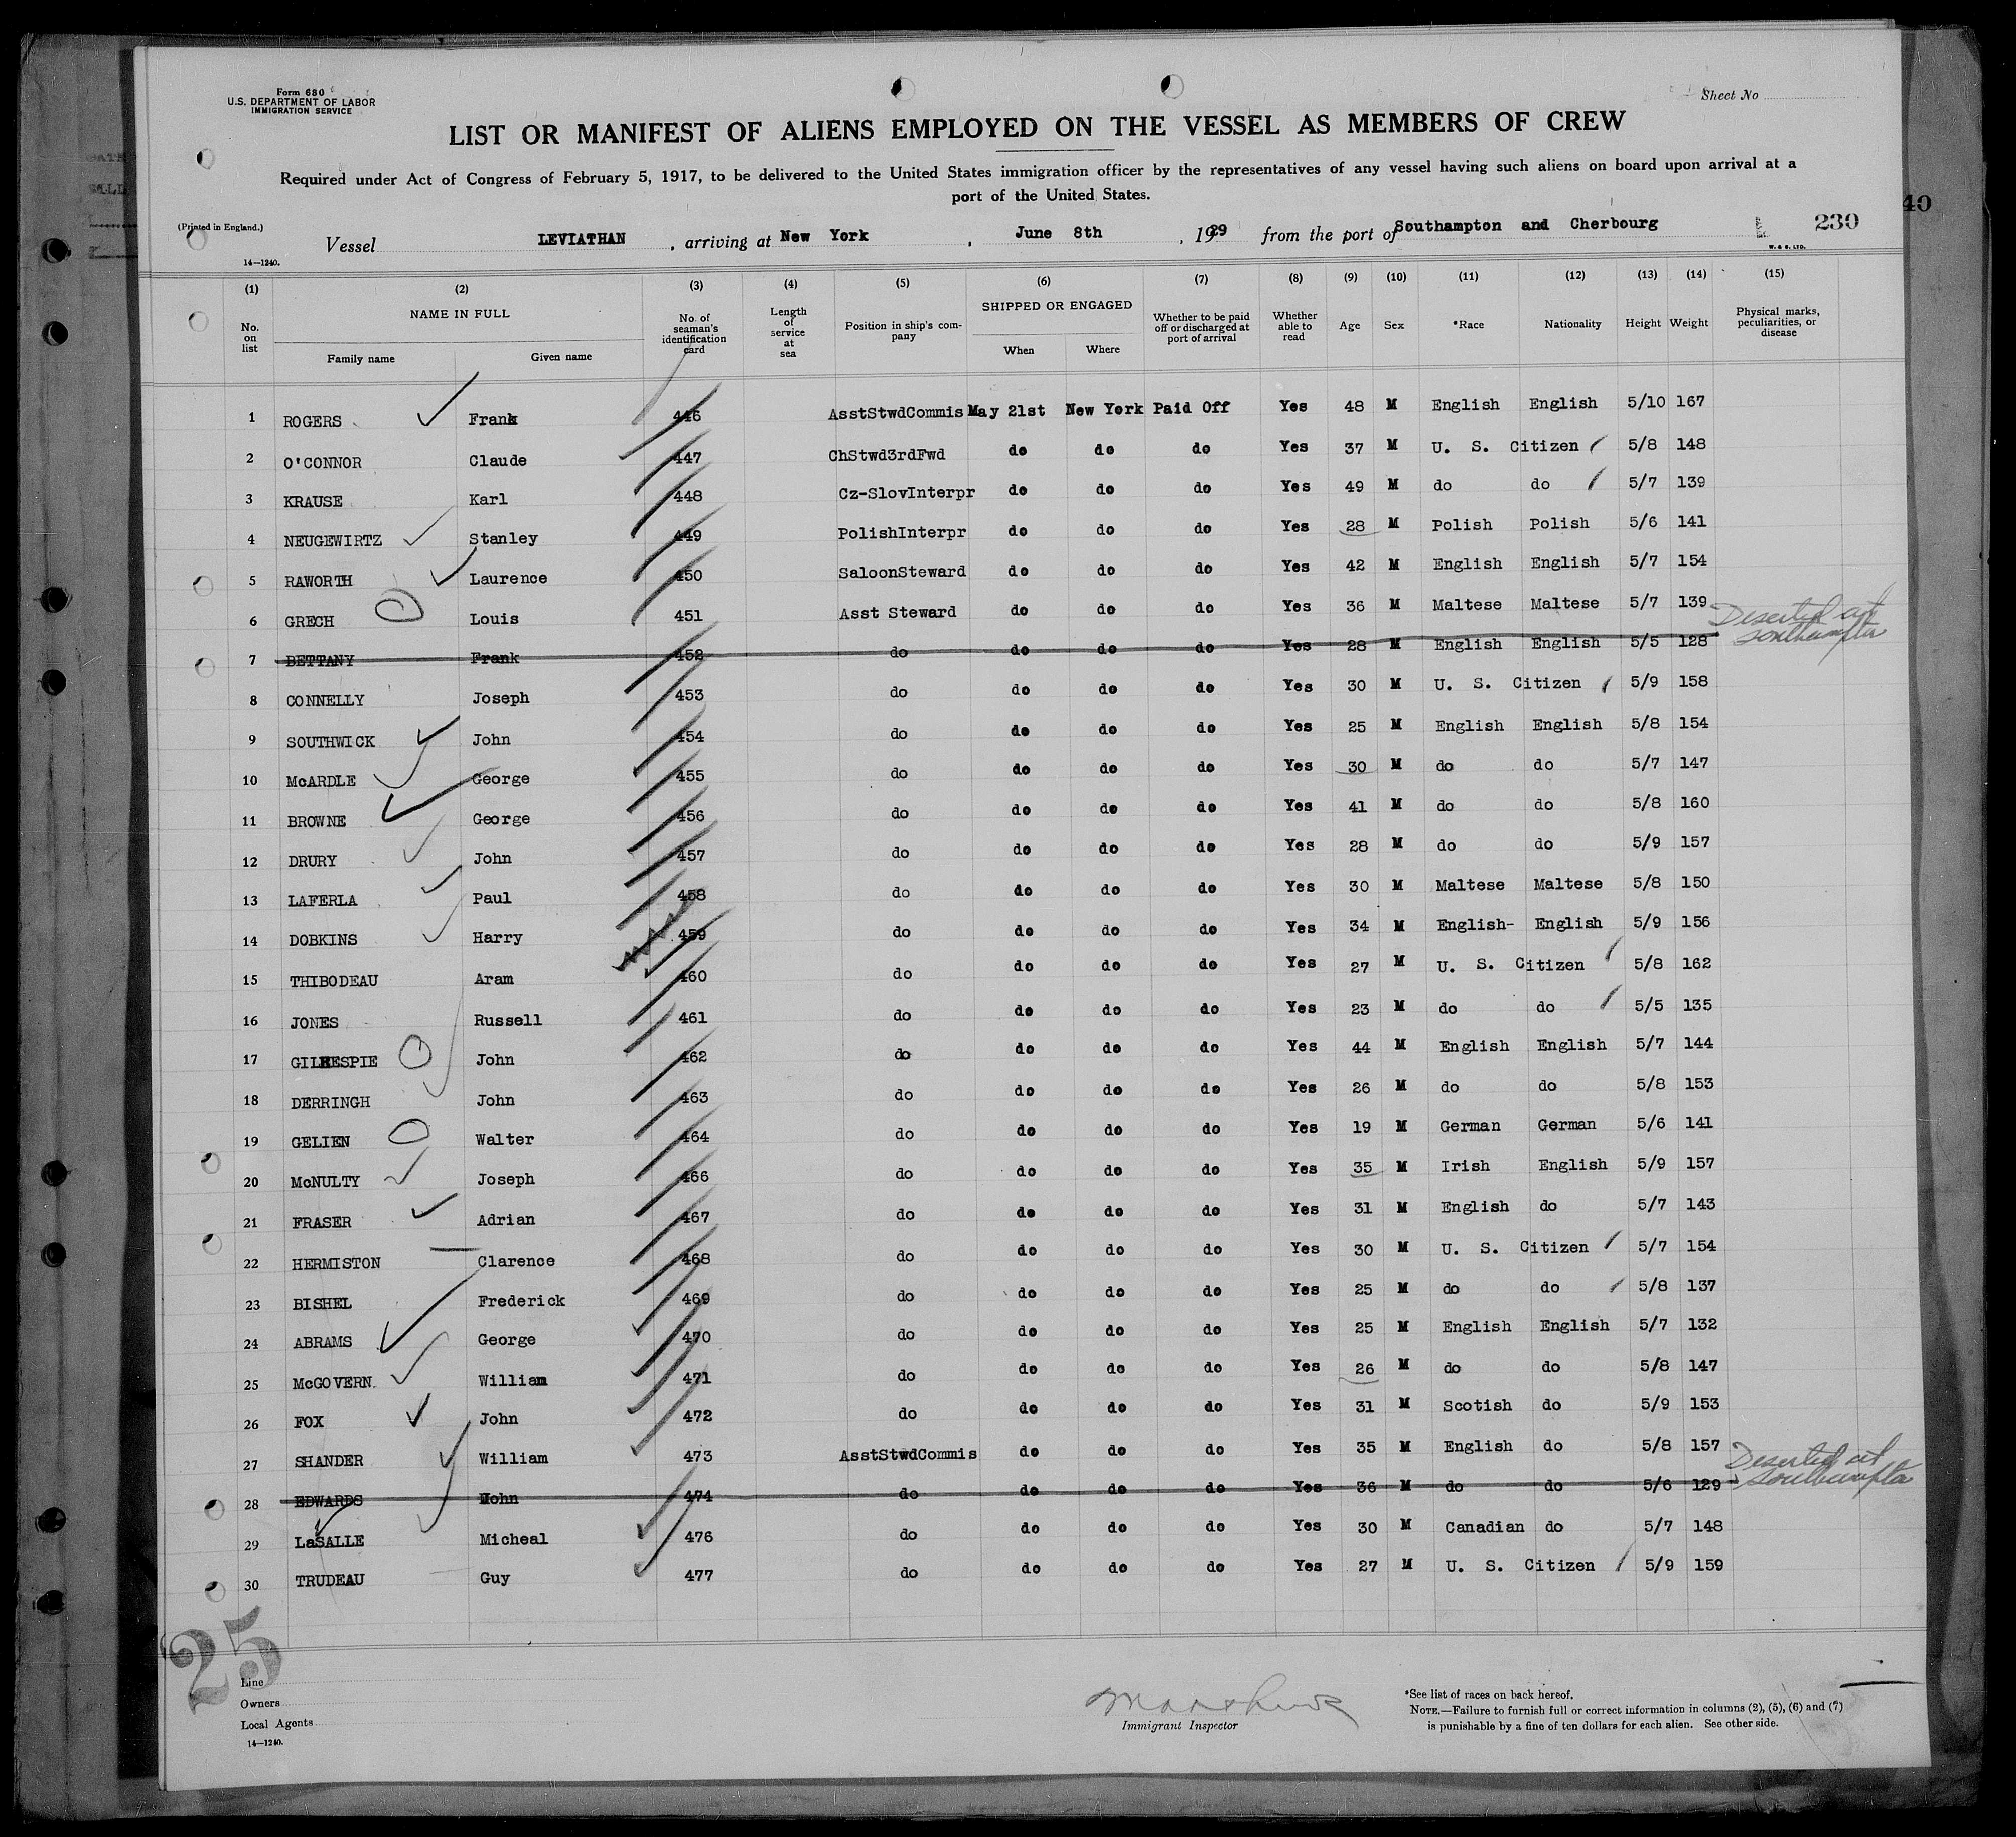 Form 680
U.S. DEPARTMENT OF LABOR
IMMIGRATION SERVICE
Sheet No
LIST OR MANIFEST OF ALIENS EMPLOYED ON THE VESSEL AS MEMBERS OF CREW
Required under Act of Congress of February 5, 1917, to be delivered to the United States immigration officer by the representatives of any vessel having such aliens on board upon arrival at a
port of the United States.
(Printed in England.)
Vessel LEVIATHAN , arriving at New York , June 8th , 1929 from the port of Southampton and Cherbourg 230
40
14—1240.
W. & S. LTD.
(1) (2) (3) (4) (5) (6) (7) (8) (9) (10) (11) (12) (13) (14) (15)
No. on list NAME IN FULL Family name Given name No. of seaman's identification card Length of service at sea Position in ship's company SHIPPED OR ENGAGED When Where Whether to be paid off or discharged at port of arrival Whether able to read Age Sex *Race Nationality Height Weight Physical marks, peculiarities, or disease
1 ROGERS Frank 446 AsstStwdCommis May 21st New York Paid Off Yes 48 M English English 5/10 167
2 O'CONNOR Claude 447 ChStwd3rdFwd do do do Yes 37 M U. S. Citizen 5/8 148
3 KRAUSE Karl 448 Cz-SlovInterpr do do do Yes 49 M do do 5/7 139
4 NEUGEWIRTZ Stanley 449 PolishInterpr do do do Yes 28 M Polish Polish 5/6 141
5 RAWORTH Laurence 450 SaloonSteward do do do Yes 42 M English English 5/7 154
6 GRECH Louis 451 Asst Steward do do do Yes 36 M Maltese Maltese 5/7 139
7 BETTANY Frank 452 do do do do Yes 28 M English English 5/5 128 Deserted at Southampton
8 CONNELLY Joseph 453 do do do do Yes 30 M U. S. Citizen 5/9 158
9 SOUTHWICK John 454 do do do do Yes 25 M English English 5/8 154
10 McARDLE George 455 do do do do Yes 30 M do do 5/7 147
11 BROWNE George 456 do do do do Yes 41 M do do 5/8 160
12 DRURY John 457 do do do do Yes 28 M do do 5/9 157
13 LAFERLA Paul 458 do do do do Yes 30 M Maltese Maltese 5/8 150
14 DOBKINS Harry 459 do do do do Yes 34 M English- English 5/9 156
15 THIBODEAU Aram 460 do do do do Yes 27 M U. S. Citizen 5/8 162
16 JONES Russell 461 do do do do Yes 23 M do do 5/5 135
17 GILHESPIE John 462 do do do do Yes 44 M English English 5/7 144
18 DERRINGH John 463 do do do do Yes 26 M do do 5/8 153
19 GELIEN Walter 464 do do do do Yes 19 M German German 5/6 141
20 McNULTY Joseph 466 do do do do Yes 35 M Irish English 5/9 157
21 FRASER Adrian 467 do do do do Yes 31 M English do 5/7 143
22 HERMISTON Clarence 468 do do do do Yes 30 M U. S. Citizen 5/7 154
23 BISHEL Frederick 469 do do do do Yes 25 M do do 5/8 137
24 ABRAMS George 470 do do do do Yes 25 M English English 5/7 132
25 McGOVERN William 471 do do do do Yes 26 M do do 5/8 147
26 FOX John 472 do do do do Yes 31 M Scotish do 5/9 153
27 SHANDER William 473 AsstStwdCommis do do do Yes 35 M English do 5/8 157
28 EDWARDS John 474 do do do do Yes 36 M do do 5/6 129 Deserted at Southampton
29 LaSALLE Micheal 476 do do do do Yes 30 M Canadian do 5/7 148
30 TRUDEAU Guy 477 do do do do Yes 27 M U. S. Citizen 5/9 159
25
Line
Owners
Local Agents
14—1240.
Immigrant Inspector
*See list of races on back hereof.
NOTE.—Failure to furnish full or correct information in columns (2), (5), (6) and (7)
is punishable by a fine of ten dollars for each alien. See other side.